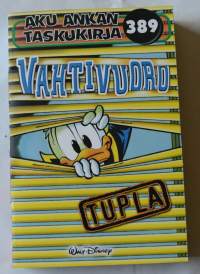 AKU ANKAN
TASKUKIRJA 389
VAHTIVUORO
TUPLA
WALT DISNEY